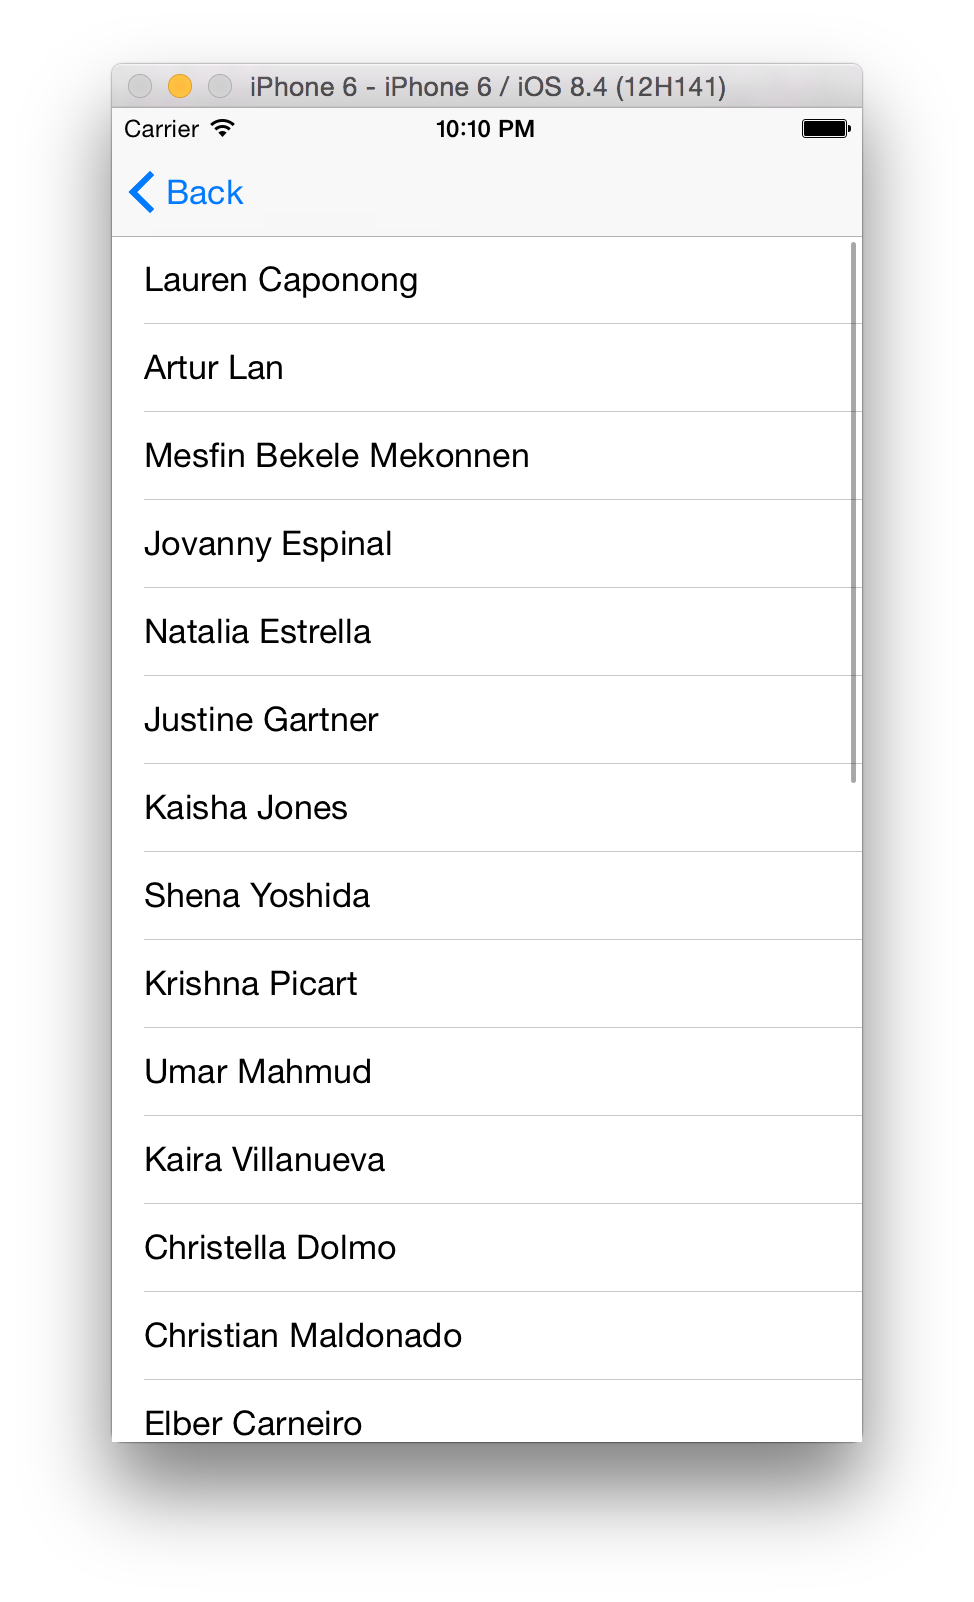 iPhone 6 - iPhone 6 / iOS 8.4 (12H141)
Carrier 10:10 PM
Back
Lauren Caponong
Artur Lan
Mesfin Bekele Mekonnen
Jovanny Espinal
Natalia Estrella
Justine Gartner
Kaisha Jones
Shena Yoshida
Krishna Picart
Umar Mahmud
Kaira Villanueva
Christella Dolmo
Christian Maldonado
Elber Carneiro